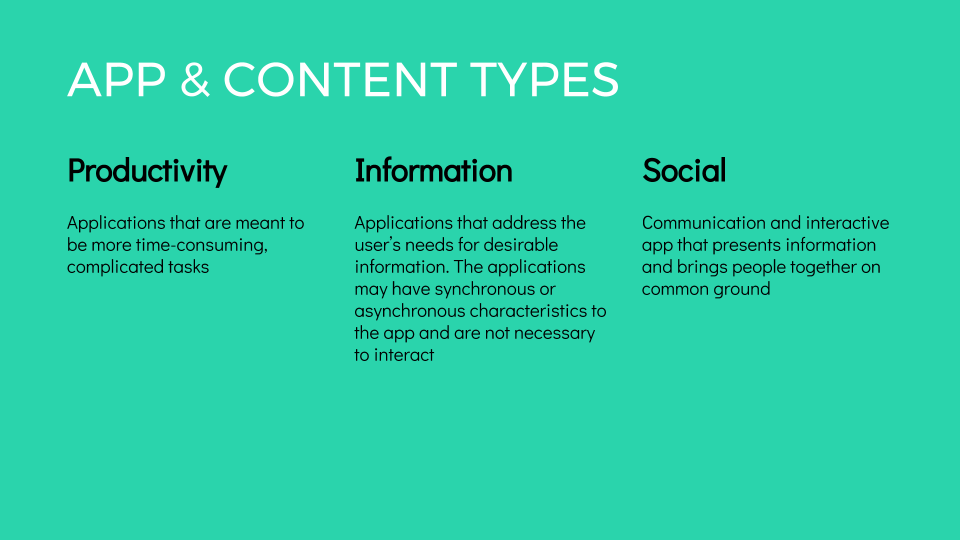 APP & CONTENT TYPES
Productivity
Applications that are meant to
be more time-consuming,
complicated tasks
Information
Applications that address the
user’s needs for desirable
information. The applications
may have synchronous or
asynchronous characteristics to
the app and are not necessary
to interact
Social
Communication and interactive
app that presents information
and brings people together on
common ground